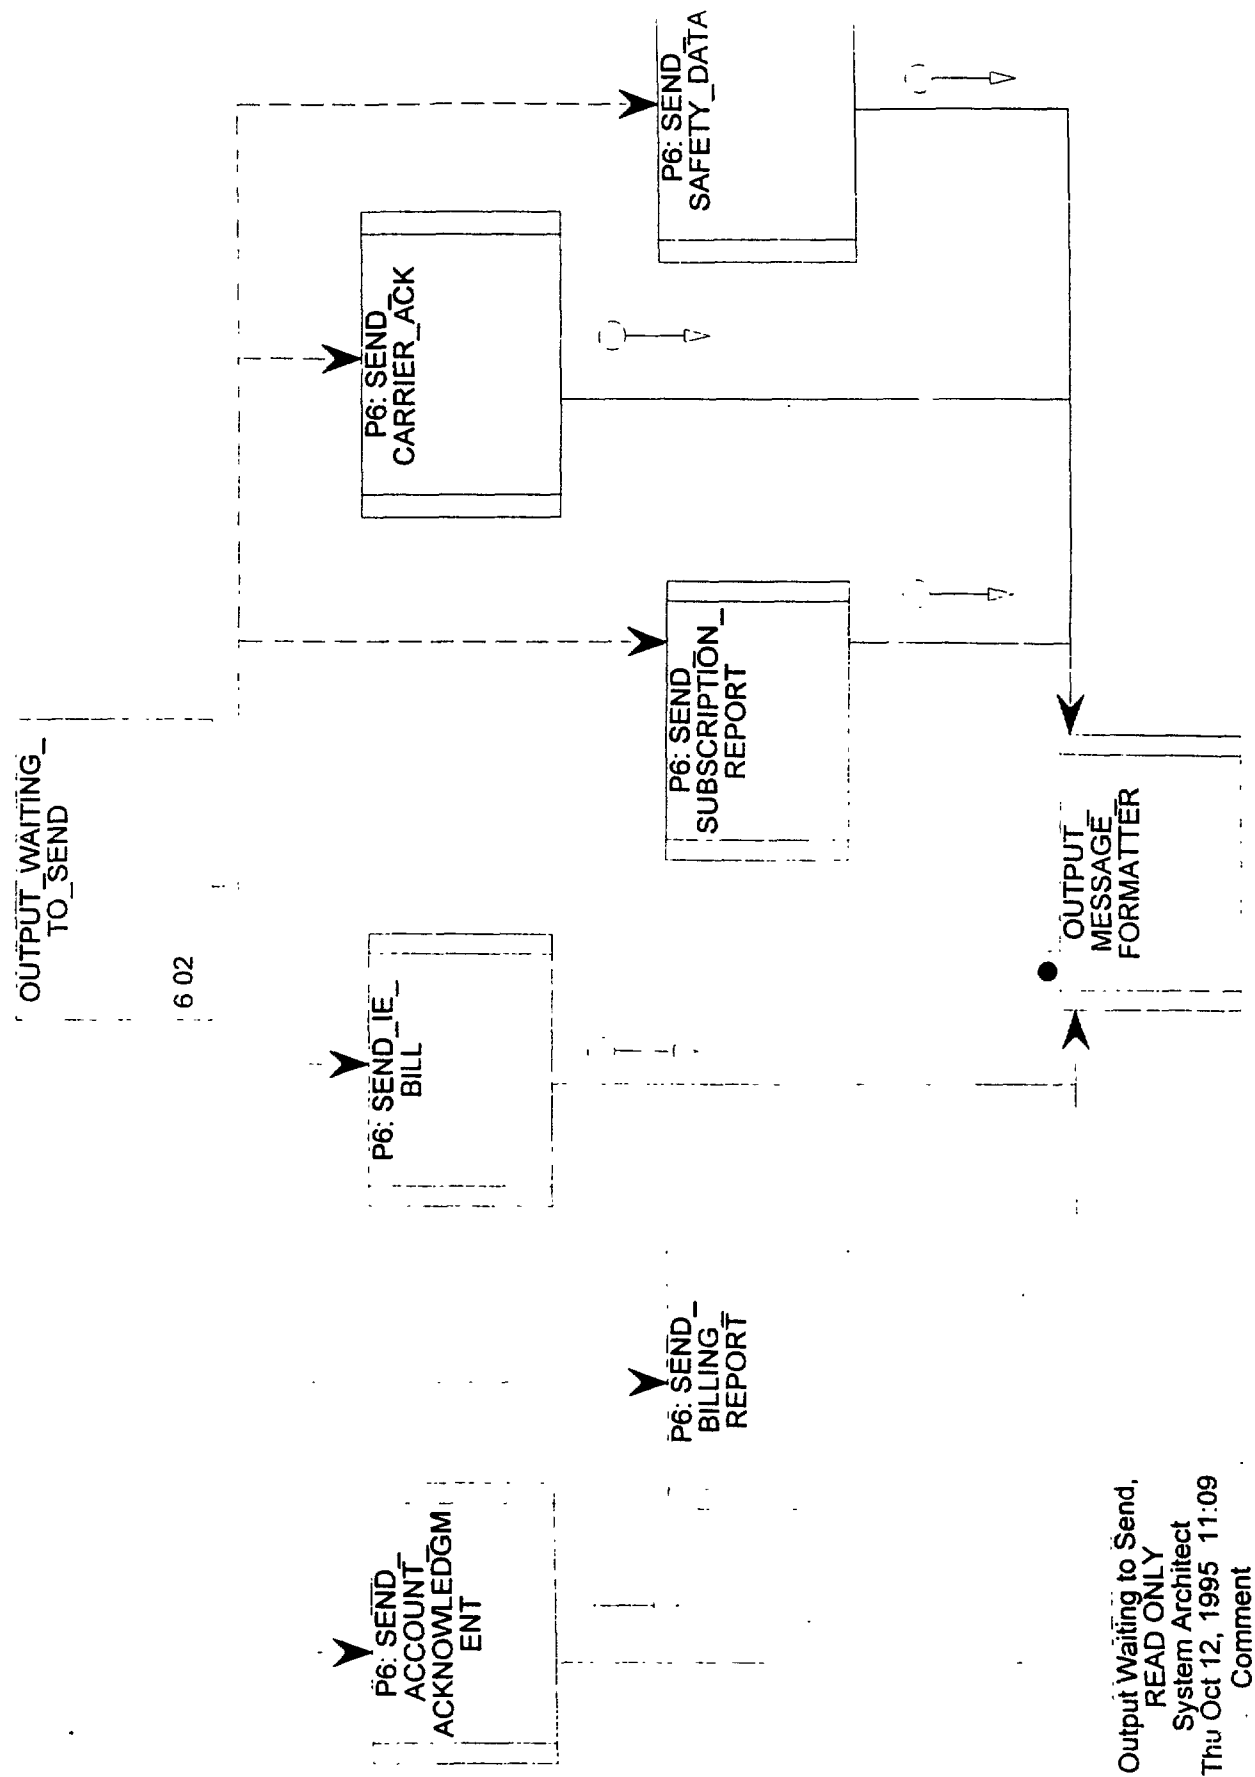 OUTPUT_WAITING_
TO_SEND
6 02
P6: SEND_
ACCOUNT_
ACKNOWLEDGM
ENT
P6: SEND_IE_
BILL
P6: SEND_
CARRIER_ACK
P6: SEND_
BILLING_
REPORT
P6: SEND_
SUBSCRIPTION_
REPORT
P6: SEND_
SAFETY_DATA
OUTPUT_
MESSAGE_
FORMATTER
Output Waiting to Send,
READ ONLY
System Architect
Thu Oct 12, 1995 11:09
Comment